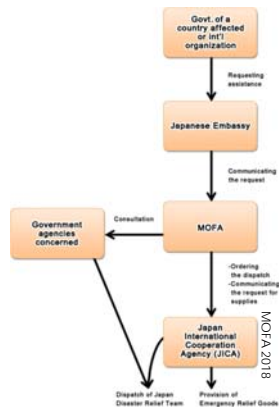 Govt. of a
country affected
or int'l
organization
Requesting
assistance
Japanese Embassy
Communicating
the request
Consultation
Government
agencies
concerned
MOFA
-Ordering
the dispatch
-Communicating
the request for
supplies
Japan
International
Cooperation
Agency (JICA)
MOFA 2018
Dispatch of Japan
Disaster Relief Team
Provision of
Emergency Relief Goods